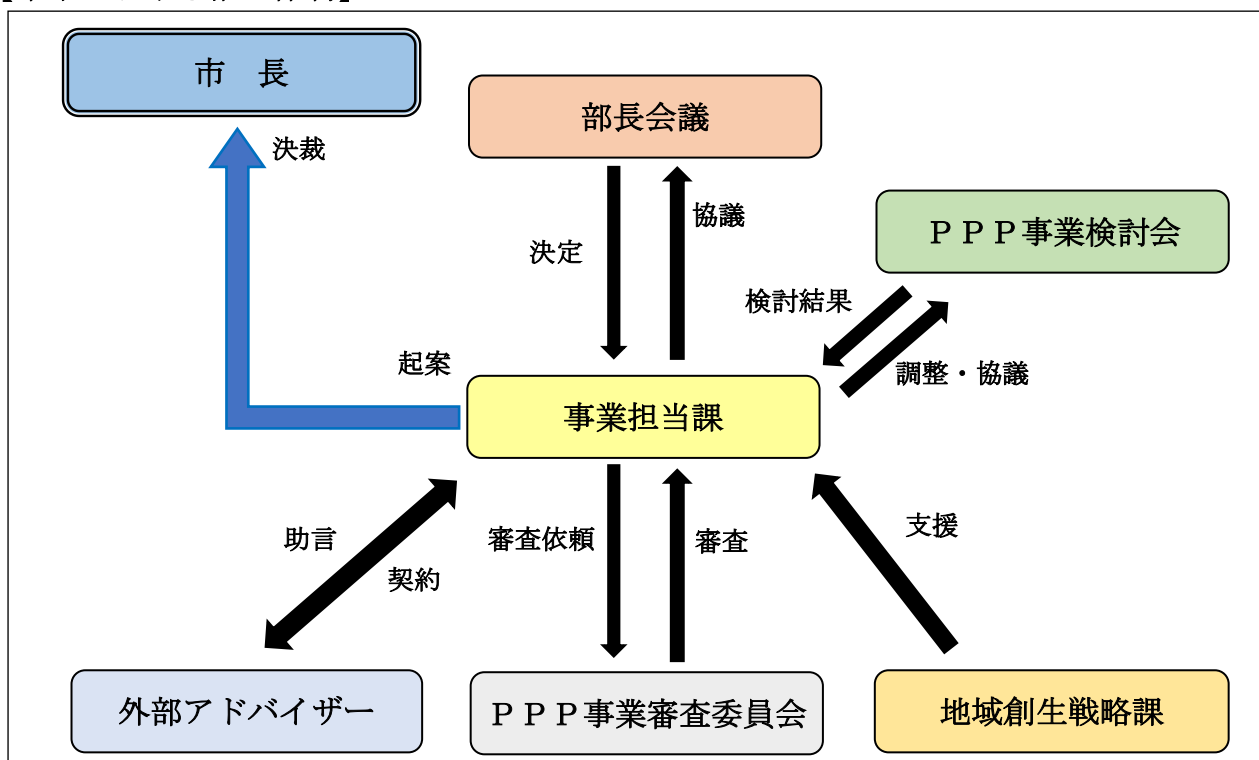 市　長
決裁
部長会議
協議
決定
ＰＰＰ事業検討会
検討結果
調整・協議
起案
事業担当課
助言
契約
審査依頼
審査
支援
外部アドバイザー
ＰＰＰ事業審査委員会
地域創生戦略課